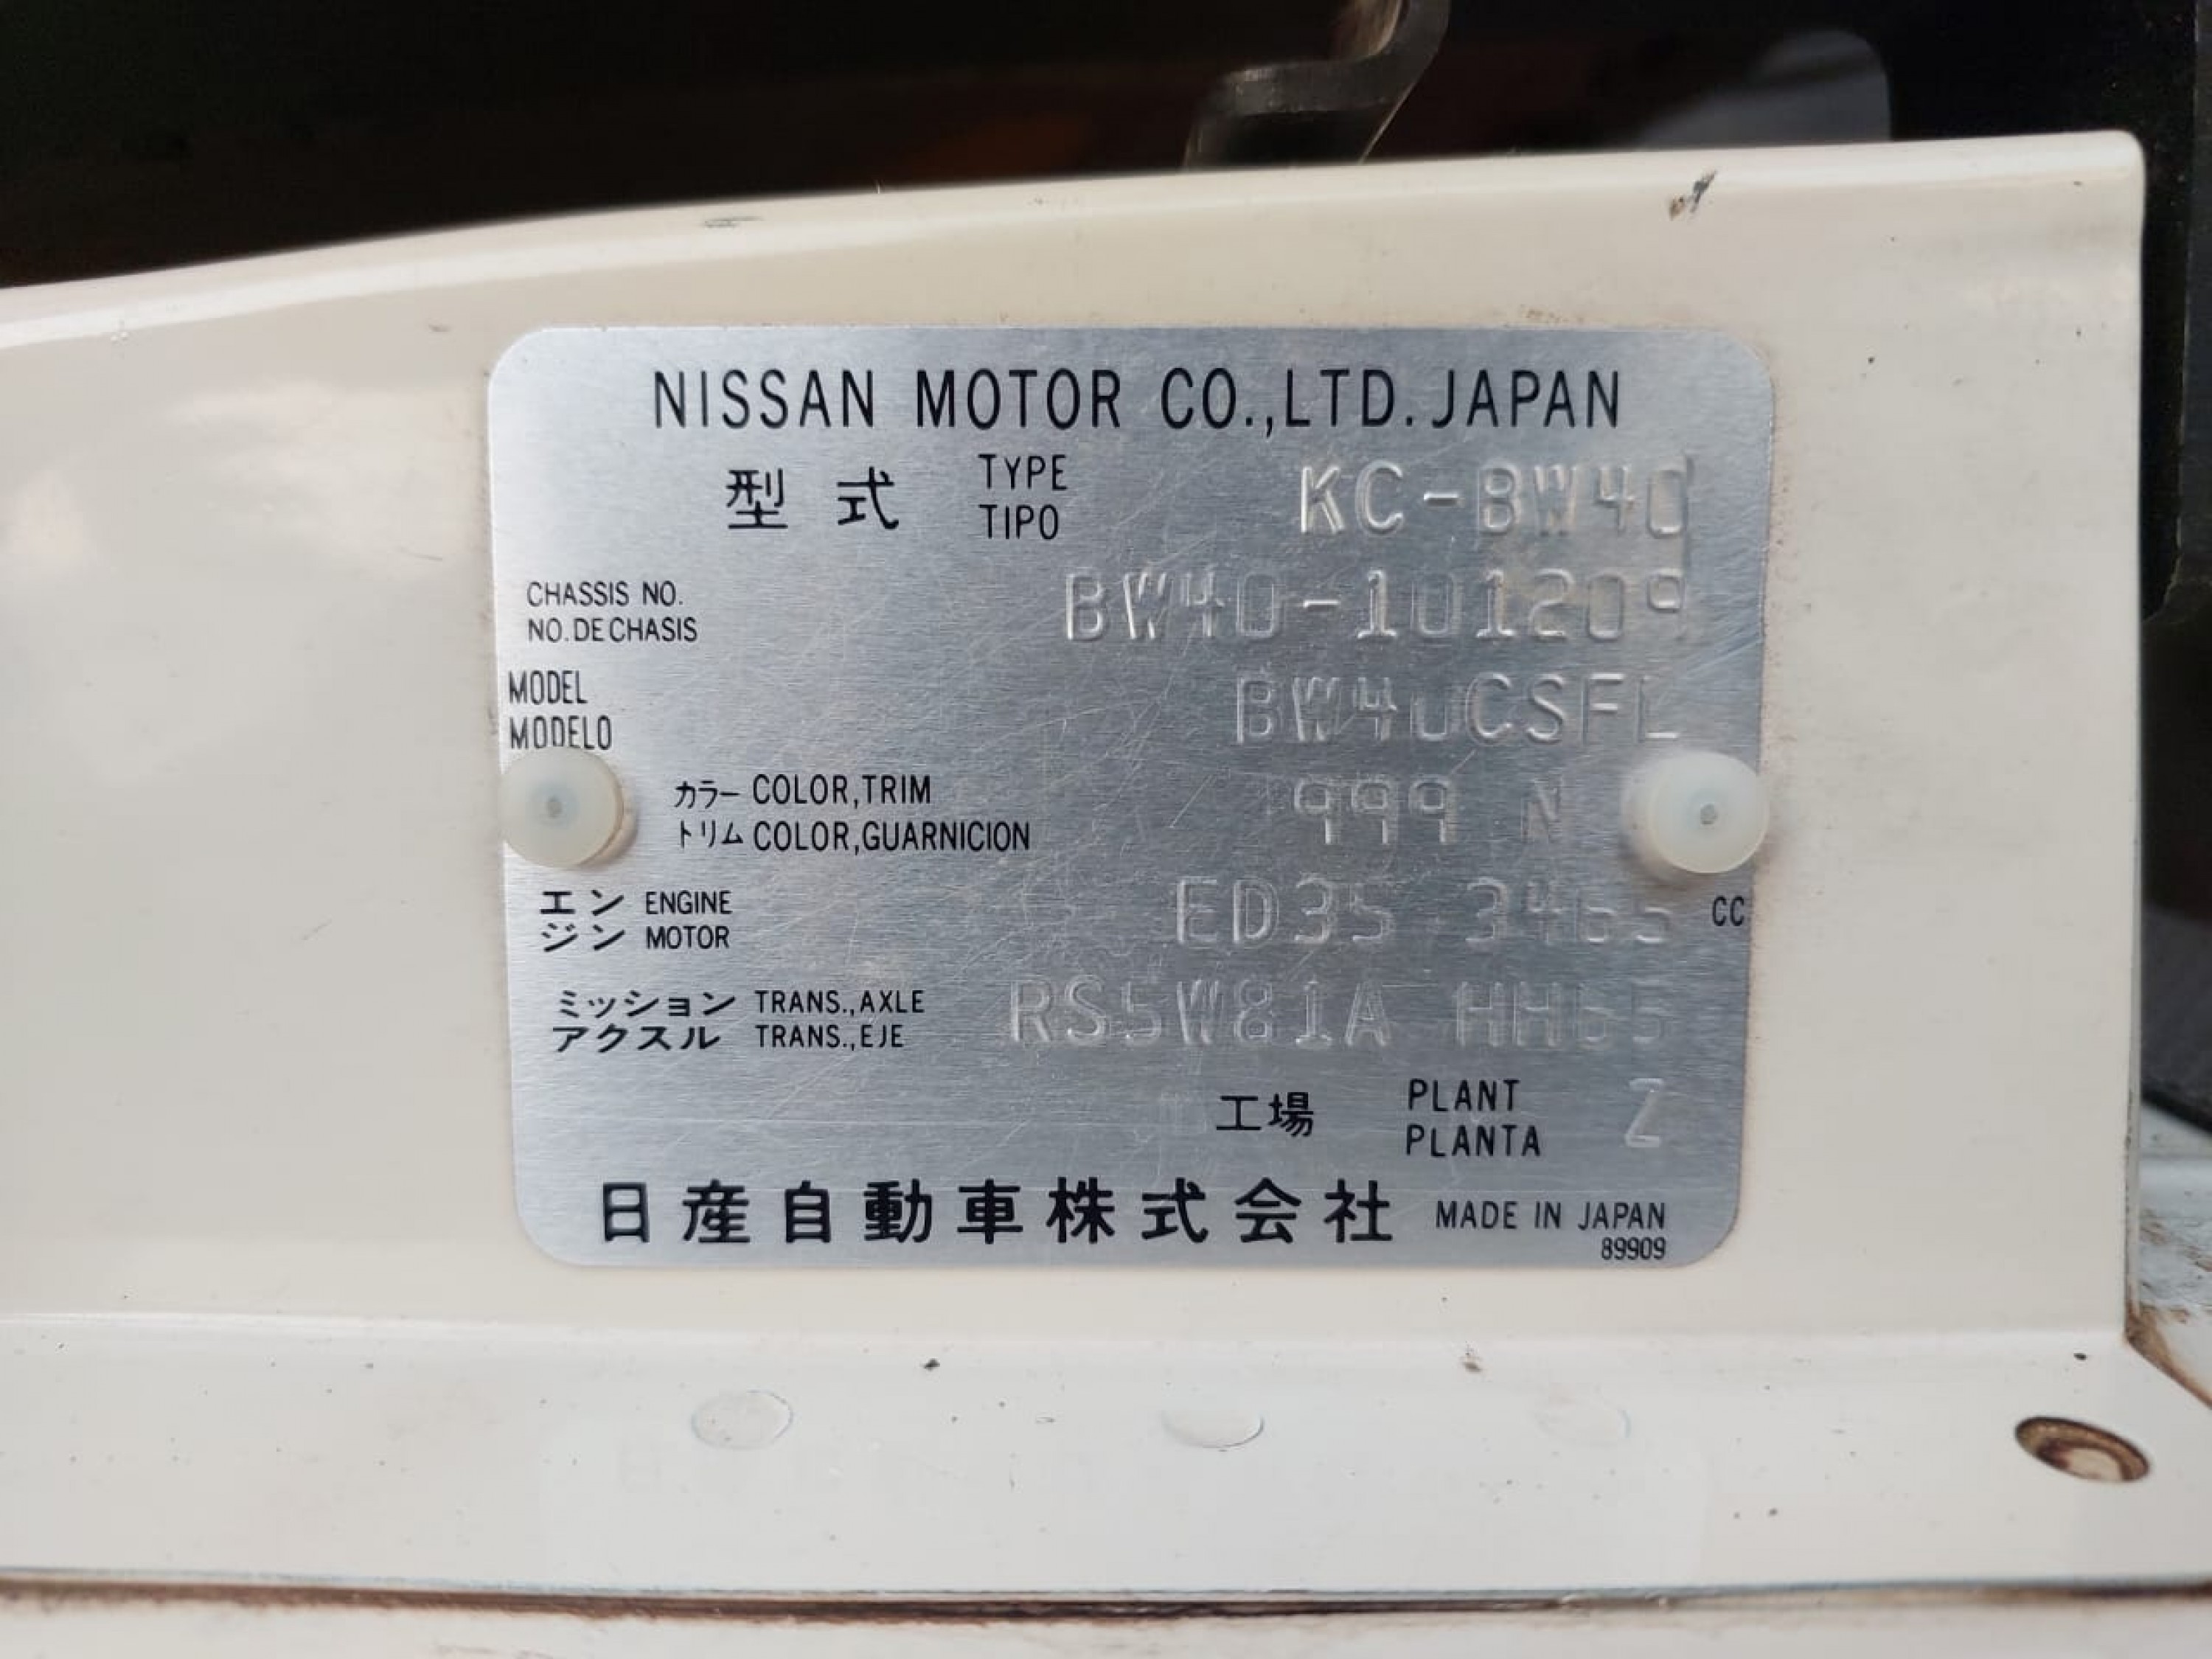 NISSAN MOTOR CO.,LTD. JAPAN
型式 TYPE TIPO KC-BW40
CHASSIS NO. NO. DE CHASIS BW40-101209
MODEL MODELO BW40CSFL
カラー COLOR,TRIM 999 N
トリム COLOR,GUARNICION
エンジン ENGINE MOTOR ED35 3465 CC
ミッション TRANS.,AXLE RS5W81A HH55
アクスル TRANS.,EJE
工場 PLANT PLANTA Z
日産自動車株式会社 MADE IN JAPAN
89909